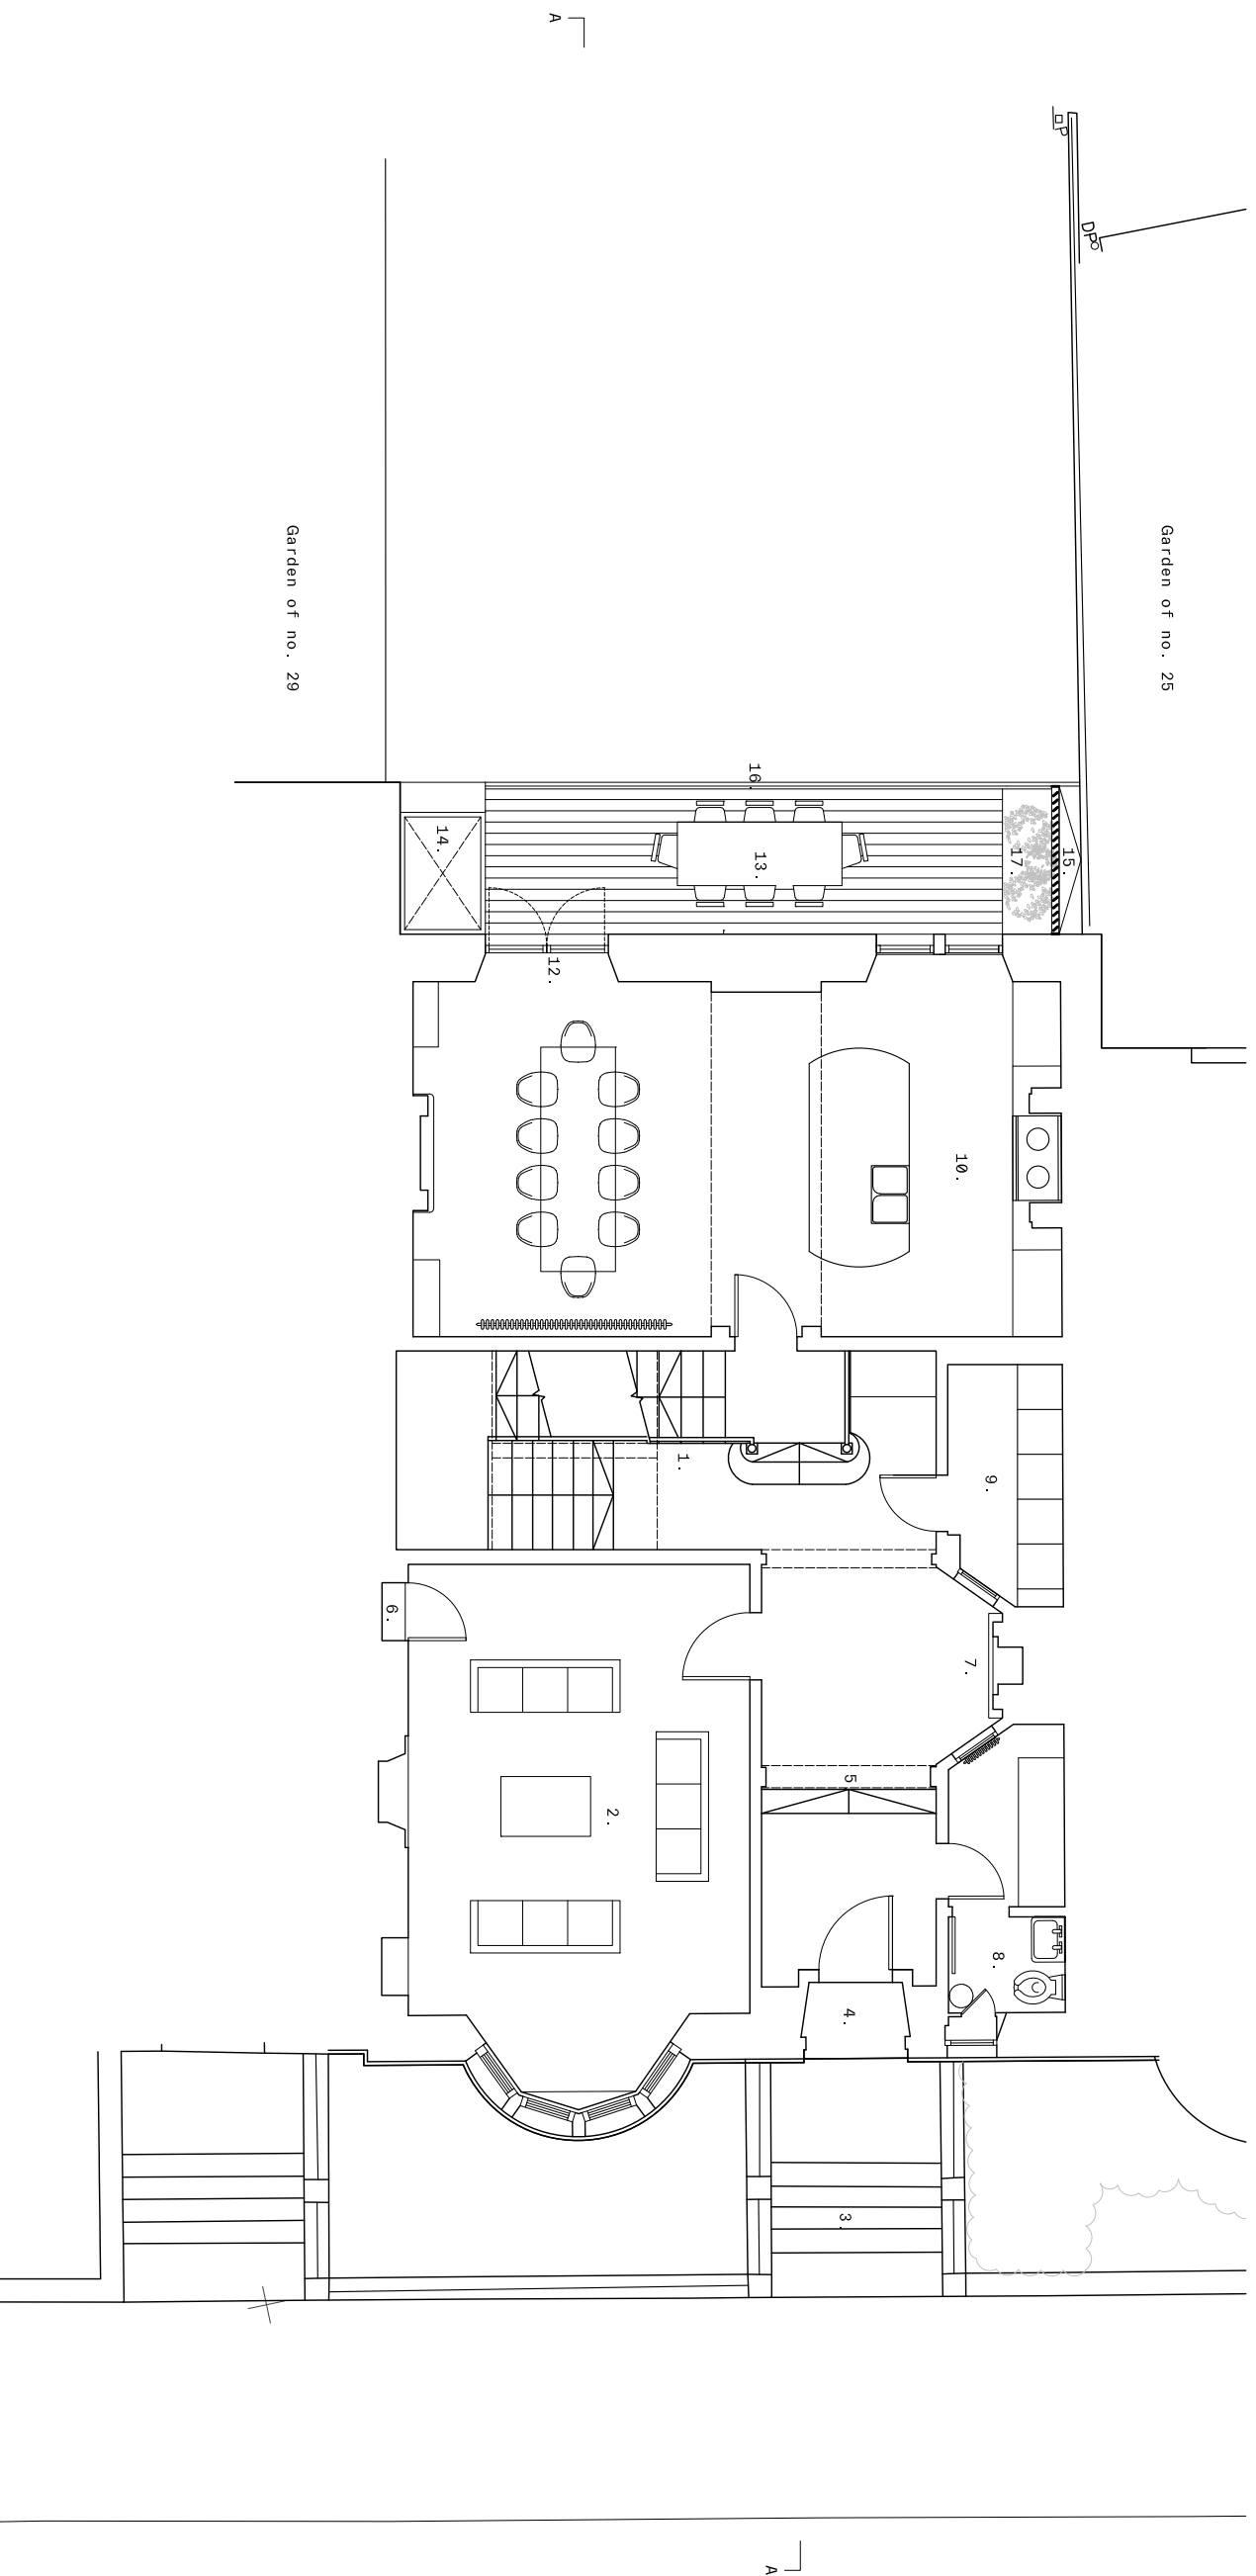 A
DP
DP
Garden of no. 29
Garden of no. 25
16.
14.
13.
17.
15.
12.
10.
1.
9.
6.
7.
5
2.
8.
4.
3.
A